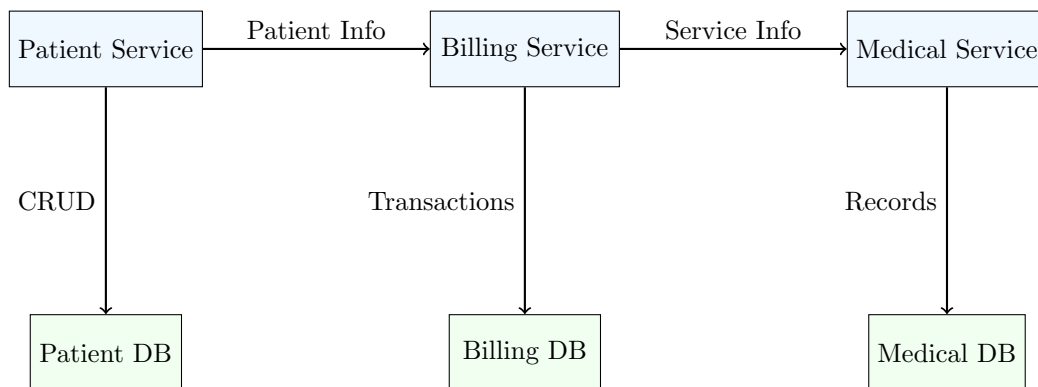 Patient Service
Patient Info
Billing Service
Service Info
Medical Service
CRUD
Transactions
Records
Patient DB
Billing DB
Medical DB